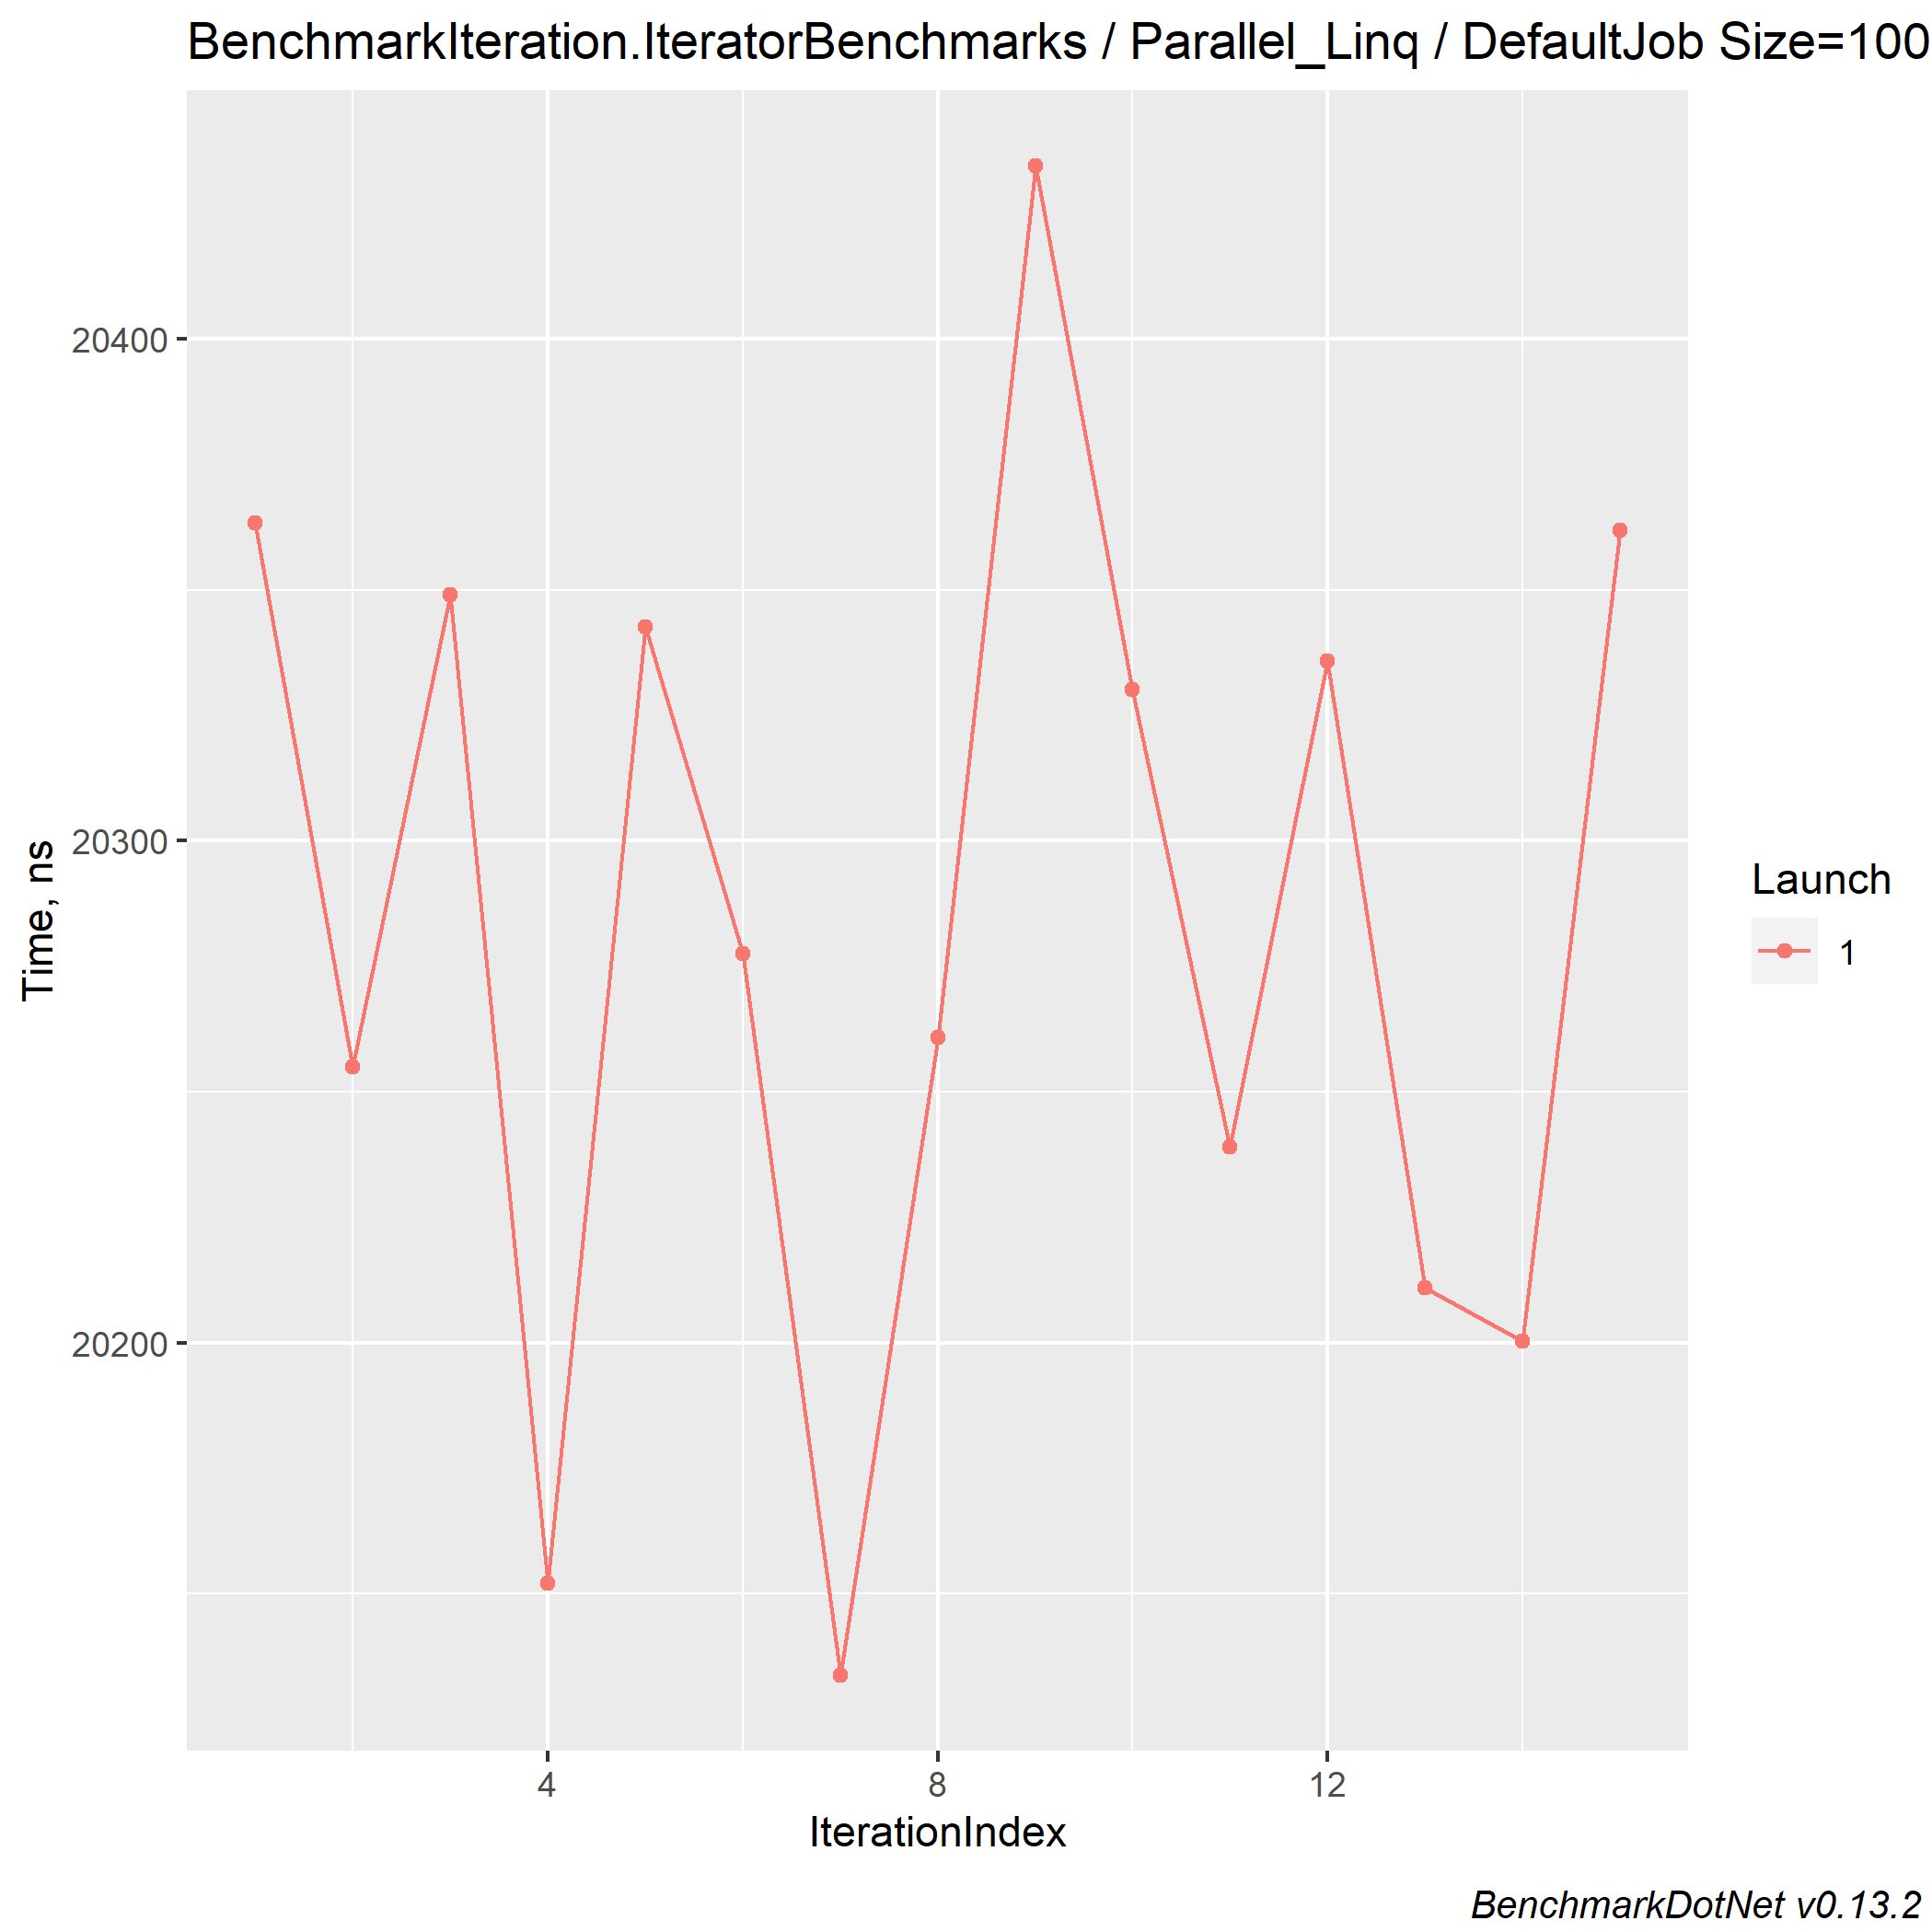 BenchmarkIteration.IteratorBenchmarks / Parallel_Linq / DefaultJob Size=100
Time, ns
20400
20300
20200
4
8
12
IterationIndex
Launch
1
BenchmarkDotNet v0.13.2